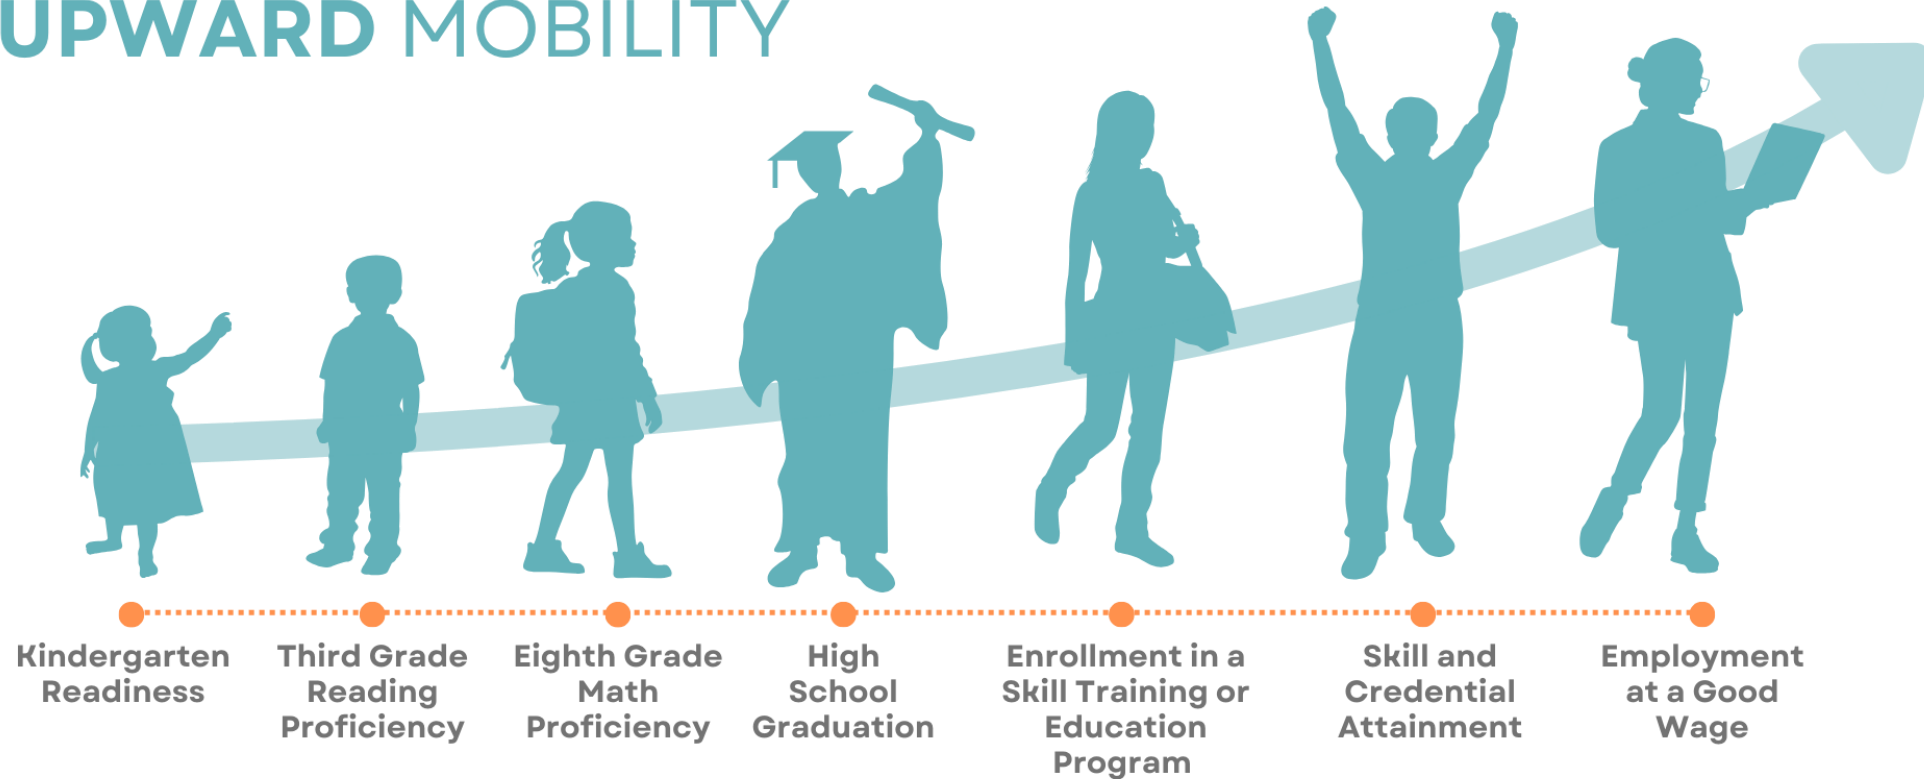 UPWARD MOBILITY
Kindergarten
Readiness
Third Grade
Reading
Proficiency
Eighth Grade
Math
Proficiency
High
School
Graduation
Enrollment in a
Skill Training or
Education
Program
Skill and
Credential
Attainment
Employment
at a Good
Wage